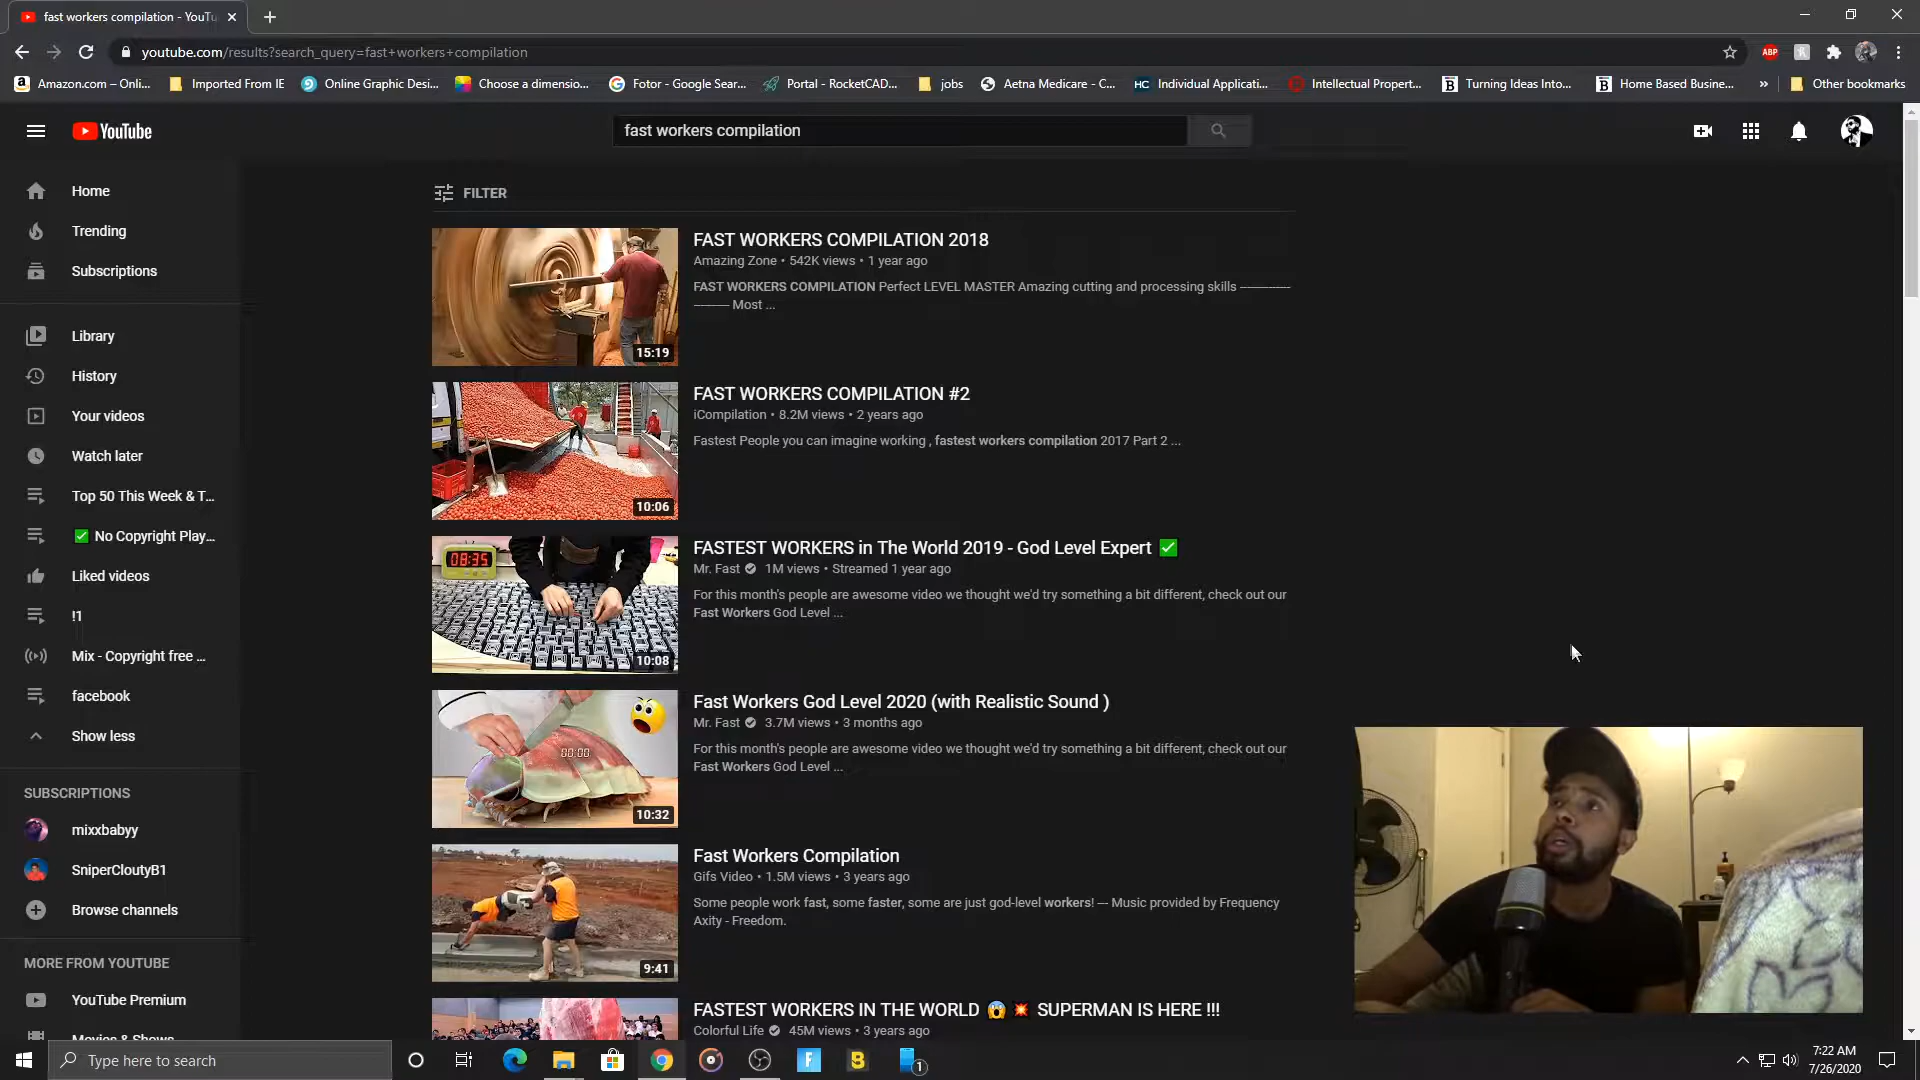 fast workers compilation - YouTu
youtube.com/results?search_query=fast+workers+compilation
ABP
Amazon.com – Onli...
Imported From IE
Online Graphic Des...
Choose a dimensio...
Fotor - Google Sear...
Portal - RocketCAD...
jobs
Aetna Medicare - C...
HC Individual Applicati...
Intellectual Propert...
Turning Ideas Into...
Home Based Busine...
Other bookmarks
YouTube
fast workers compilation
Home
Trending
Subscriptions
Library
History
Your videos
Watch later
Top 50 This Week & T...
✅ No Copyright Play...
Liked videos
!1
Mix - Copyright free ...
facebook
Show less
SUBSCRIPTIONS
mixxbabyy
SniperCloutyB1
Browse channels
MORE FROM YOUTUBE
YouTube Premium
Movies & Shows
FILTER
15:19
FAST WORKERS COMPILATION 2018
Amazing Zone • 542K views • 1 year ago
FAST WORKERS COMPILATION Perfect LEVEL MASTER Amazing cutting and processing skills ----------------
----------- Most ...
10:06
FAST WORKERS COMPILATION #2
iCompilation • 8.2M views • 2 years ago
Fastest People you can imagine working , fastest workers compilation 2017 Part 2 ...
08:35
10:08
FASTEST WORKERS in The World 2019 - God Level Expert ✅
Mr. Fast 1M views • Streamed 1 year ago
For this month's people are awesome video we thought we'd try something a bit different, check out our
Fast Workers God Level ...
00:00
10:32
Fast Workers God Level 2020 (with Realistic Sound )
Mr. Fast 3.7M views • 3 months ago
For this month's people are awesome video we thought we'd try something a bit different, check out our
Fast Workers God Level ...
9:41
Fast Workers Compilation
Gifs Video • 1.5M views • 3 years ago
Some people work fast, some faster, some are just god-level workers! --- Music provided by Frequency
Axity - Freedom.
FASTEST WORKERS IN THE WORLD 😱 💥 SUPERMAN IS HERE !!!
Colorful Life 45M views • 3 years ago
Type here to search
1
7:22 AM
7/26/2020